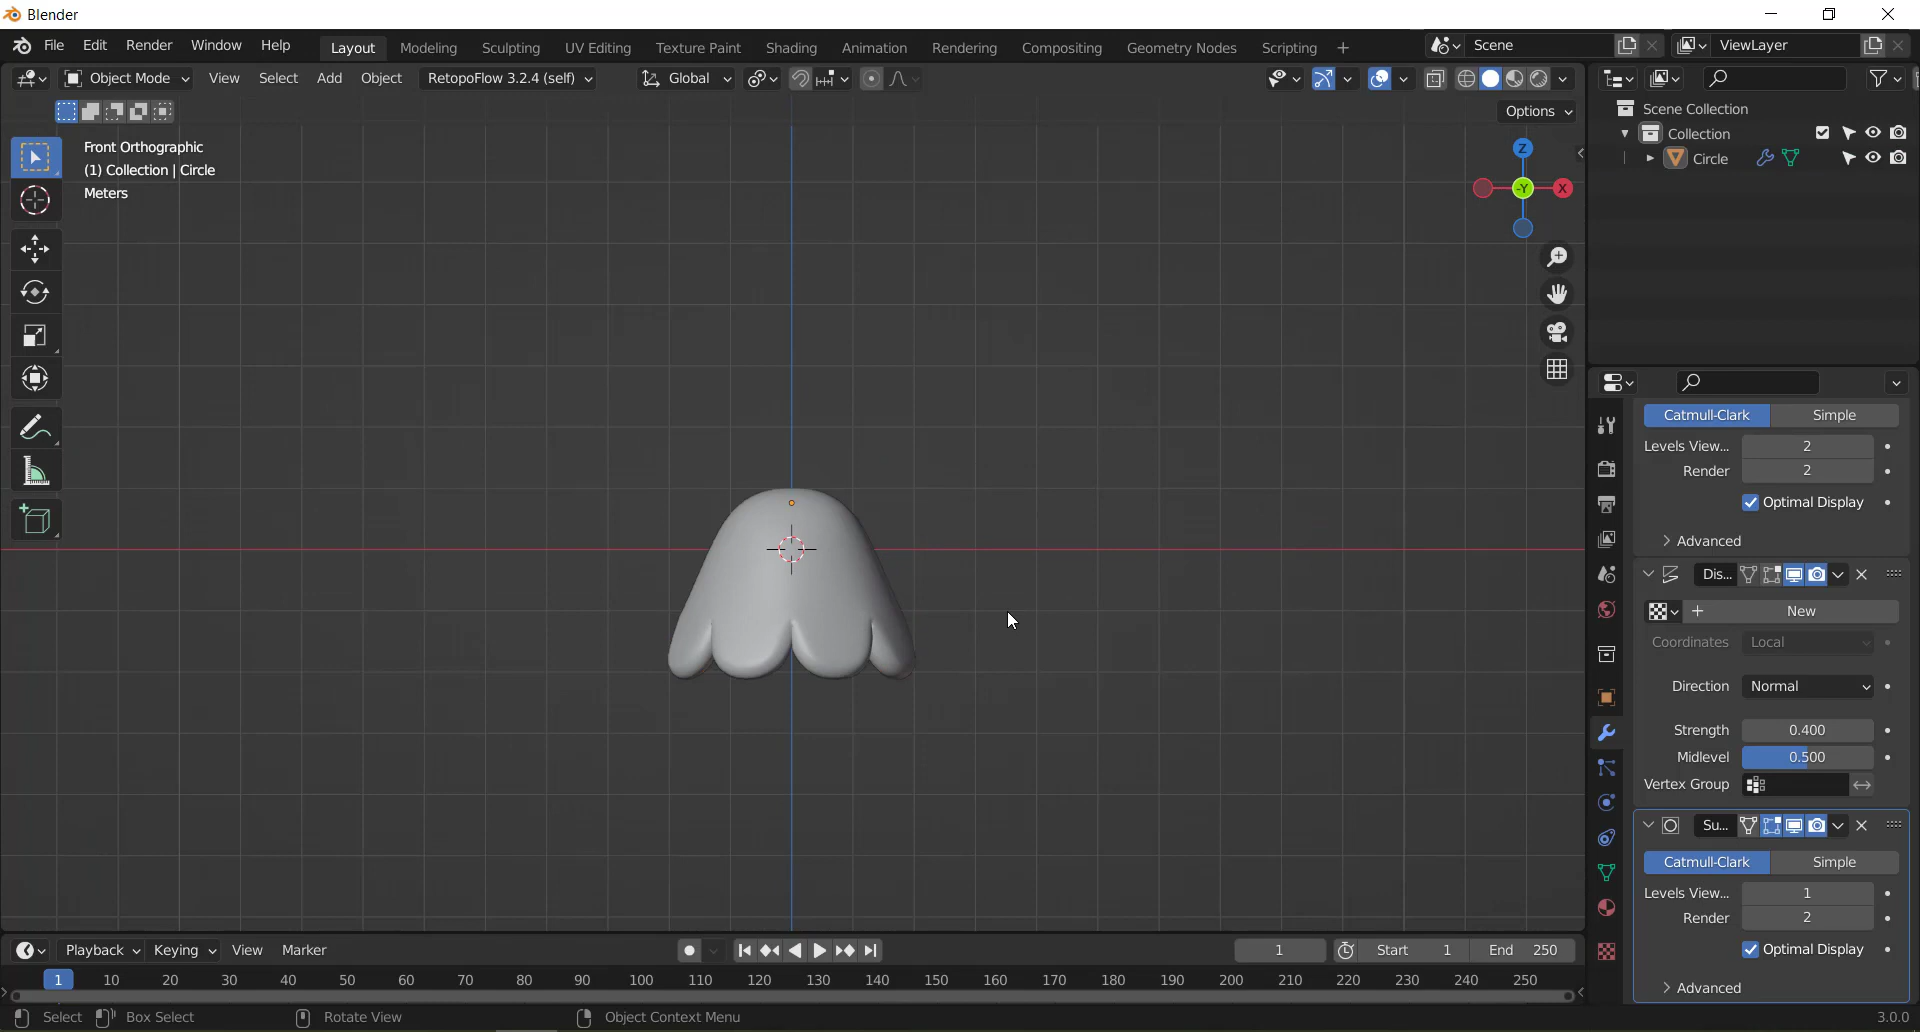 Blender
File Edit Render Window Help Layout Modeling Sculpting UV Editing Texture Paint Shading Animation Rendering Compositing Geometry Nodes Scripting + Scene ViewLayer
Object Mode View Select Add Object RetopoFlow 3.2.4 (self) Global
Options
Front Orthographic
(1) Collection | Circle
Meters
Z
-Y X
Scene Collection
Collection
Circle
Catmull-Clark Simple
Levels View... 2
Render 2
Optimal Display
Advanced
Dis...
New
Coordinates Local
Direction Normal
Strength 0.400
Midlevel 0.500
Vertex Group
Su...
Catmull-Clark Simple
Levels View... 1
Render 2
Optimal Display
Advanced
Playback Keying View Marker 1 Start 1 End 250
1 10 20 30 40 50 60 70 80 90 100 110 120 130 140 150 160 170 180 190 200 210 220 230 240 250
Select Box Select Rotate View Object Context Menu 3.0.0